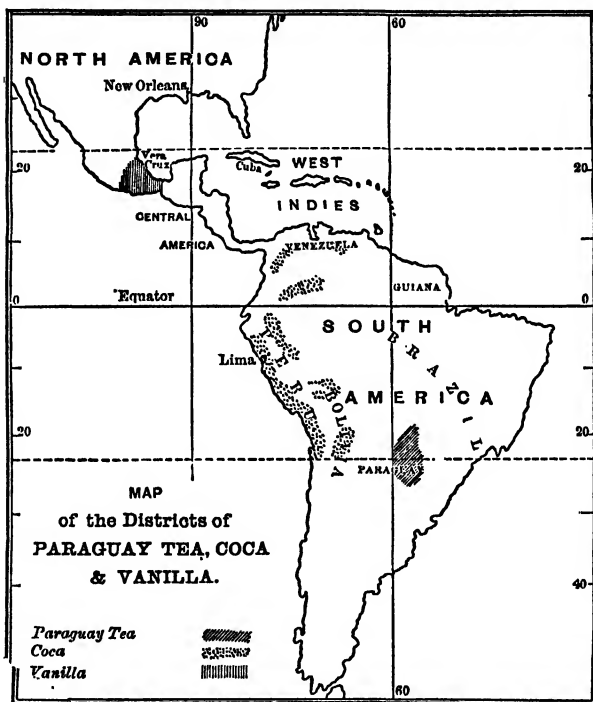 90 60
NORTH AMERICA
New Orleans
Vera
Cruz
20 20
Cuba WEST
INDIES
CENTRAL
AMERICA
VENEZUELA
GUIANA
0 Equator 0
SOUTH
BRAZIL
Lima
PERU
AMERICA
BOLIVIA
20 20
PARAGUAY
MAP
of the Districts of
PARAGUAY TEA, COCA
& VANILLA.
40
Paraguay Tea
Coca
Vanilla
60